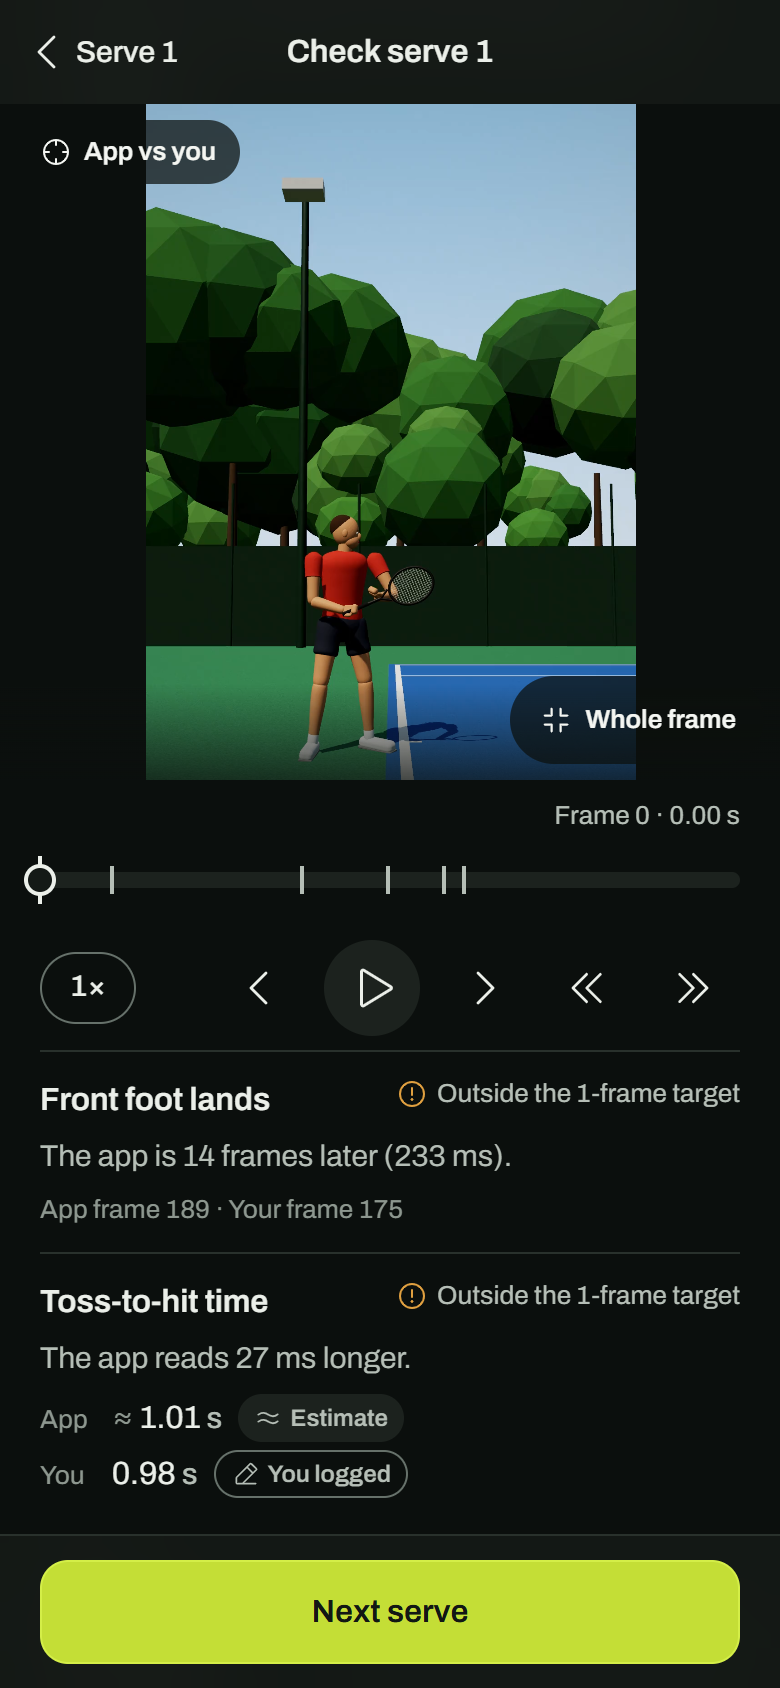 Serve 1
Check serve 1
App vs you
Whole frame
Frame 0 · 0.00 s
1×
Front foot lands
Outside the 1-frame target
The app is 14 frames later (233 ms).
App frame 189 · Your frame 175
Toss-to-hit time
Outside the 1-frame target
The app reads 27 ms longer.
App ≈ 1.01 s Estimate
You 0.98 s You logged
Next serve